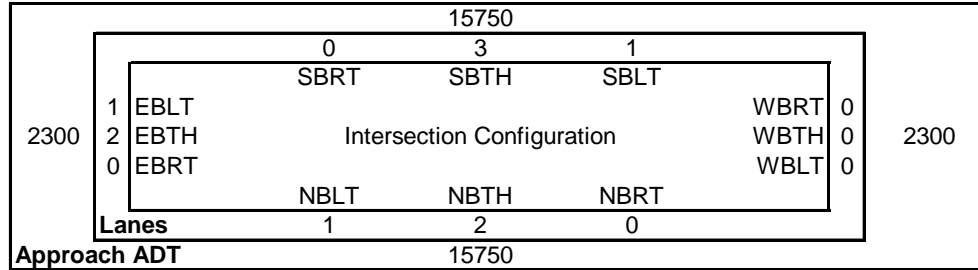 15750
0 3 1
SBRT SBTH SBLT
1 EBLT WBRT 0
2300 2 EBTH Intersection Configuration WBTH 0 2300
0 EBRT WBLT 0
NBLT NBTH NBRT
Lanes 1 2 0
Approach ADT 15750